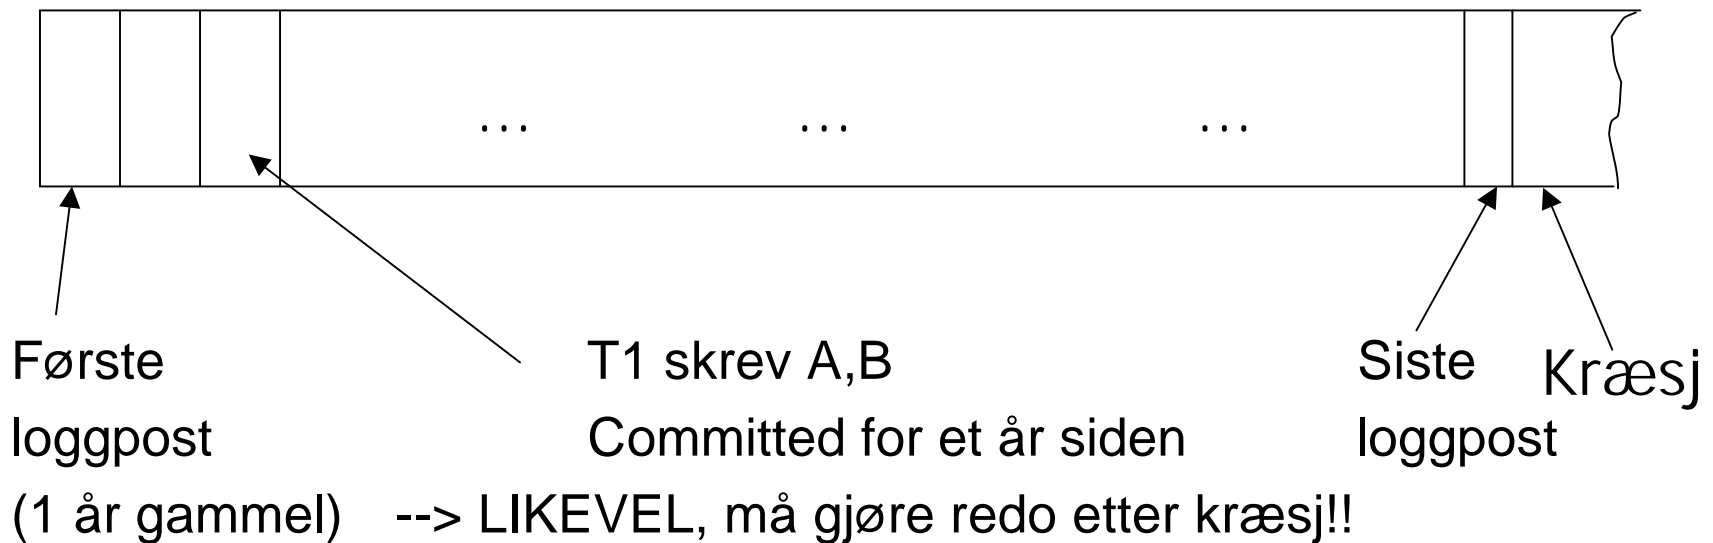 ... ... ...
Første
loggpost
(1 år gammel)
T1 skrev A,B
Committed for et år siden
--> LIKEVEL, må gjøre redo etter kræsj!!
Siste
loggpost
Kræsj